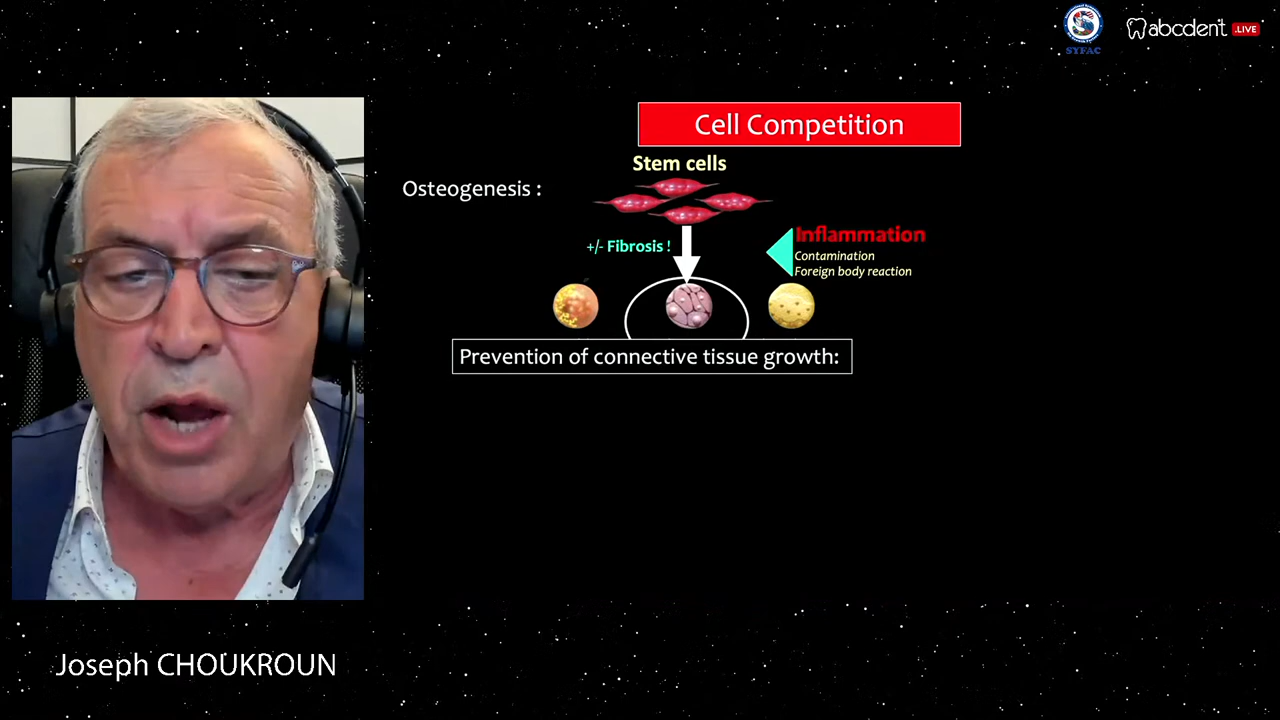 SYFAC
abcdent .LIVE
Cell Competition
Stem cells
Osteogenesis :
+/- Fibrosis !
Inflammation
Contamination
Foreign body reaction
Prevention of connective tissue growth:
Joseph CHOUKROUN